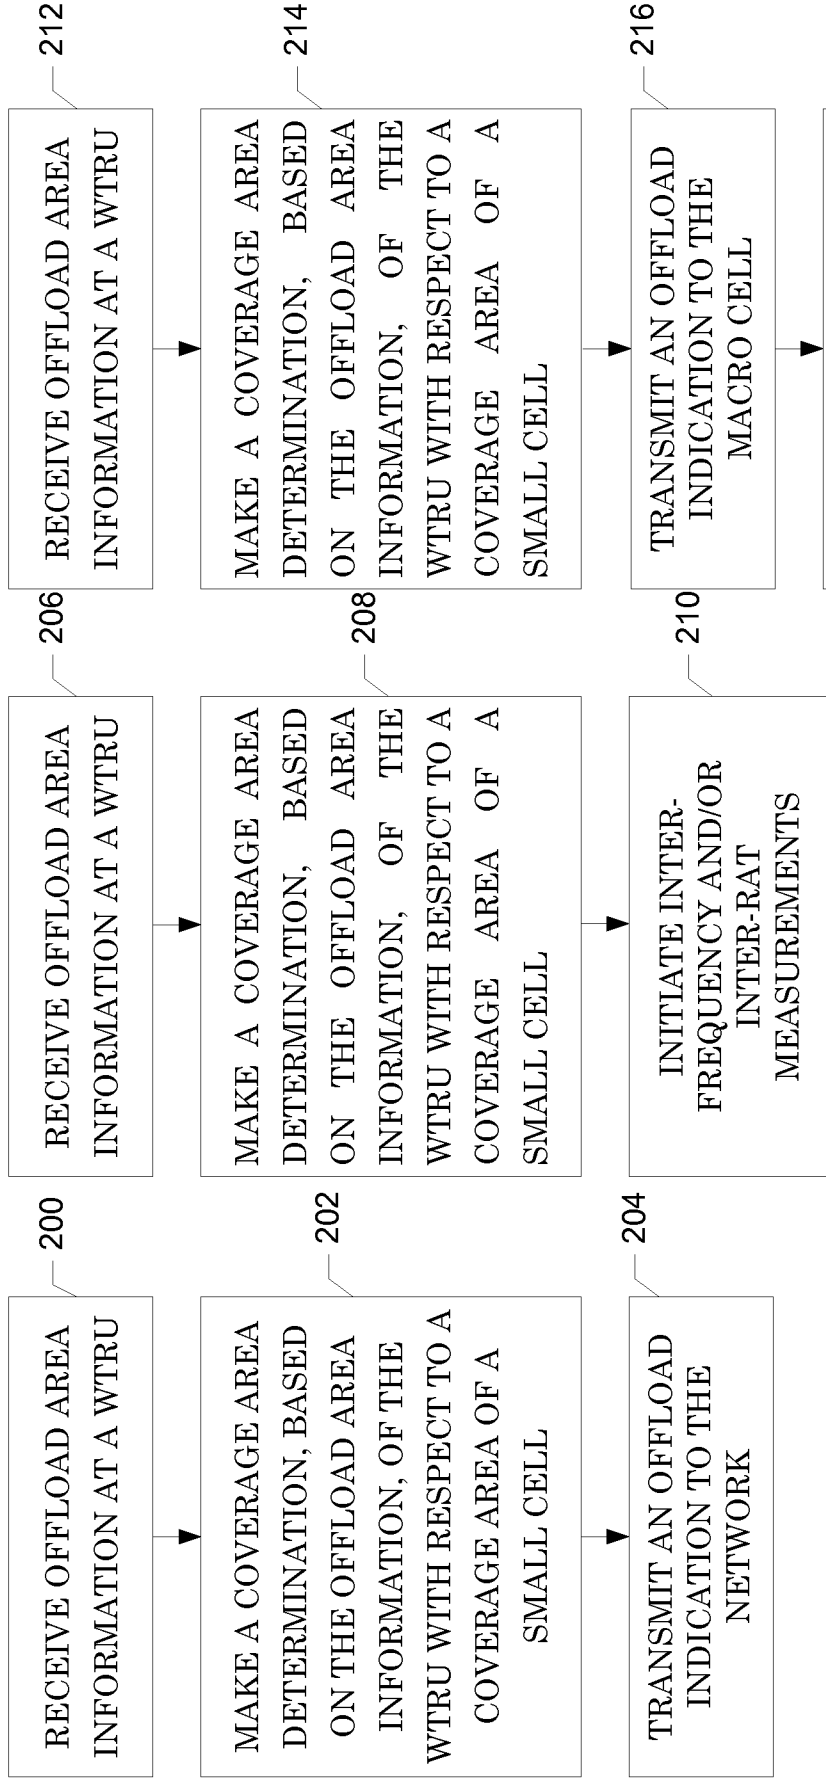 200
RECEIVE OFFLOAD AREA
INFORMATION AT A WTRU
202
MAKE A COVERAGE AREA
DETERMINATION, BASED
ON THE OFFLOAD AREA
INFORMATION, OF THE
WTRU WITH RESPECT TO A
COVERAGE AREA OF A
SMALL CELL
204
TRANSMIT AN OFFLOAD
INDICATION TO THE
NETWORK
206
RECEIVE OFFLOAD AREA
INFORMATION AT A WTRU
208
MAKE A COVERAGE AREA
DETERMINATION, BASED
ON THE OFFLOAD AREA
INFORMATION, OF THE
WTRU WITH RESPECT TO A
COVERAGE AREA OF A
SMALL CELL
210
INITIATE INTER-
FREQUENCY AND/OR
INTER-RAT
MEASUREMENTS
212
RECEIVE OFFLOAD AREA
INFORMATION AT A WTRU
214
MAKE A COVERAGE AREA
DETERMINATION, BASED
ON THE OFFLOAD AREA
INFORMATION, OF THE
WTRU WITH RESPECT TO A
COVERAGE AREA OF A
SMALL CELL
216
TRANSMIT AN OFFLOAD
INDICATION TO THE
MACRO CELL